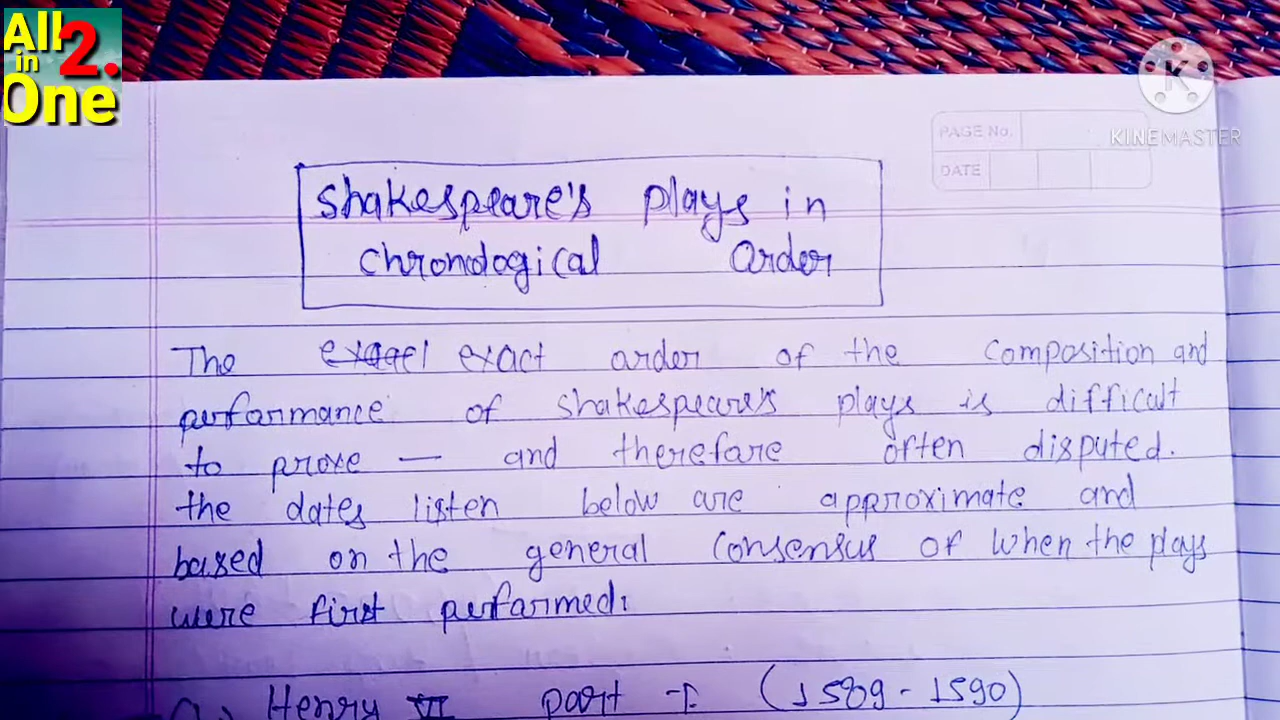 All 2.
in
One
KINEMASTER
PAGE No.
DATE
Shakespeare's plays in
chronological order
The exact order of the composition and
performance of Shakespeare's plays is difficult
to prove — and therefore often disputed.
the dates listen below are approximate and
based on the general consensus of when the plays
were first performed:
a) Henry VI part - I (1589-1590)